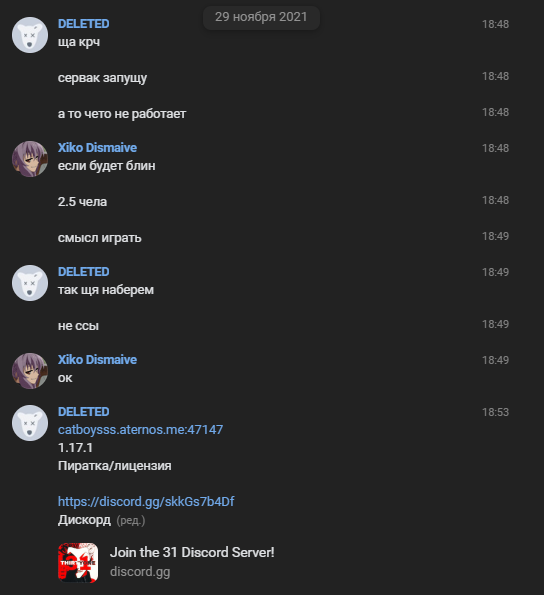 29 ноября 2021
DELETED 18:48
ща крч
сервак запущу 18:48
а то чето не работает 18:48
Xiko Dismaive 18:48
если будет блин
2.5 чела 18:48
смысл играть 18:49
DELETED 18:49
так щя наберем
не ссы 18:49
Xiko Dismaive 18:49
ок
DELETED 18:53
catboysss.aternos.me:47147
1.17.1
Пиратка/лицензия
https://discord.gg/skkGs7b4Df
Дискорд (ред.)
Join the 31 Discord Server!
discord.gg